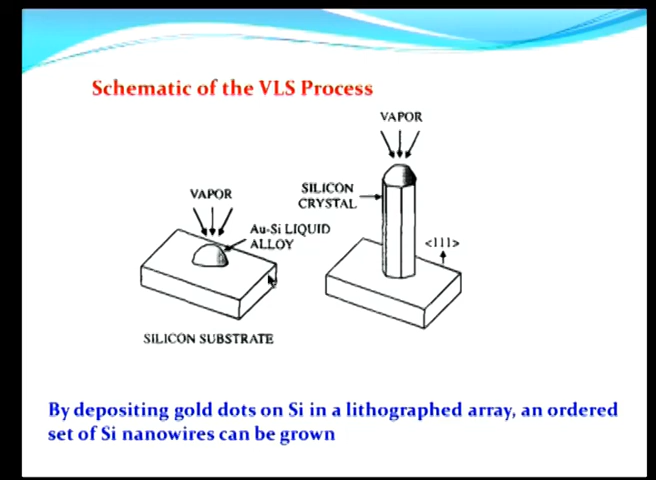 Schematic of the VLS Process
VAPOR
SILICON
CRYSTAL
VAPOR
Au-Si LIQUID
ALLOY
<111>
SILICON SUBSTRATE
By depositing gold dots on Si in a lithographed array, an ordered
set of Si nanowires can be grown